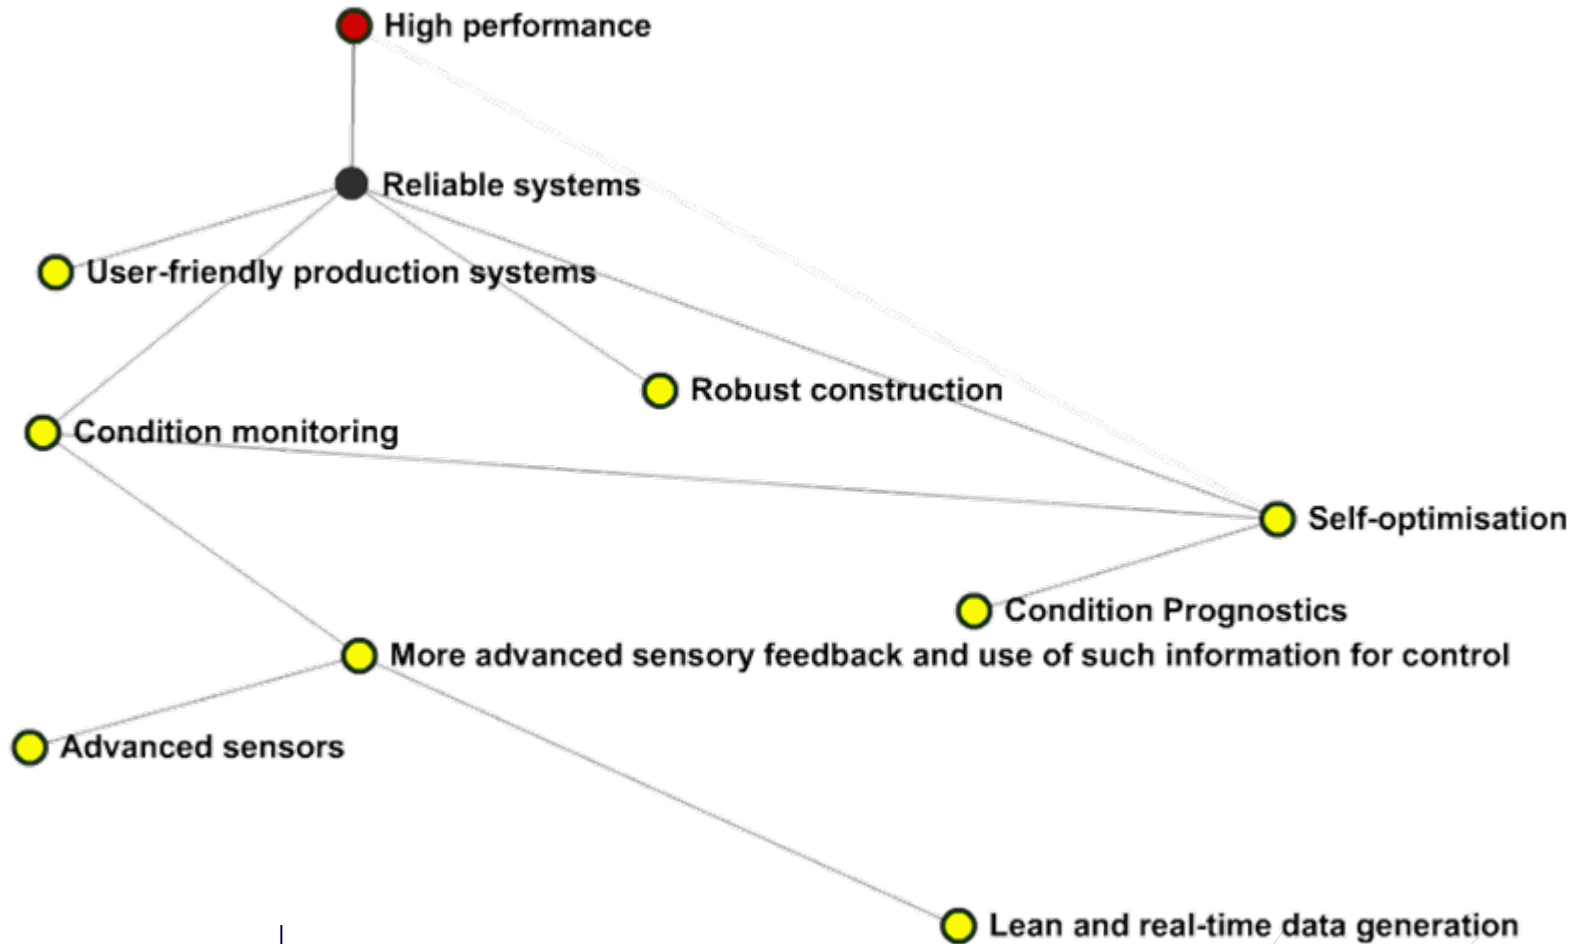 High performance
Reliable systems
User-friendly production systems
Robust construction
Condition monitoring
Self-optimisation
Condition Prognostics
More advanced sensory feedback and use of such information for control
Advanced sensors
Lean and real-time data generation